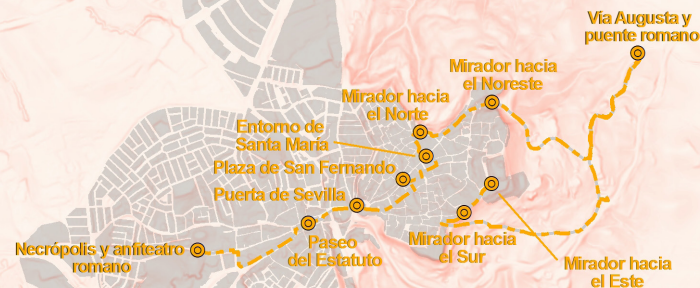 Vía Augusta y
puente romano
Mirador hacia
el Noreste
Mirador hacia
el Norte
Entorno de
Santa María
Plaza de San Fernando
Puerta de Sevilla
Necrópolis y anfiteatro
romano
Paseo
del Estatuto
Mirador hacia
el Sur
Mirador hacia
el Este